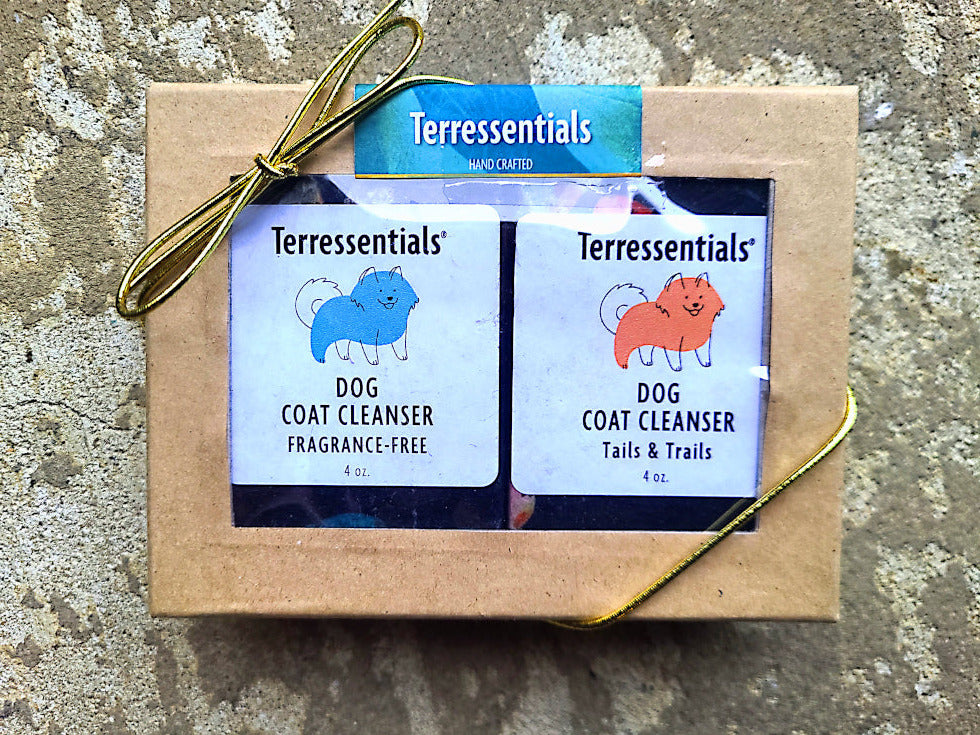 Terressentials
HAND CRAFTED
Terressentials®
DOG
COAT CLEANSER
FRAGRANCE-FREE
4 oz.
Terressentials®
DOG
COAT CLEANSER
Tails & Trails
4 oz.